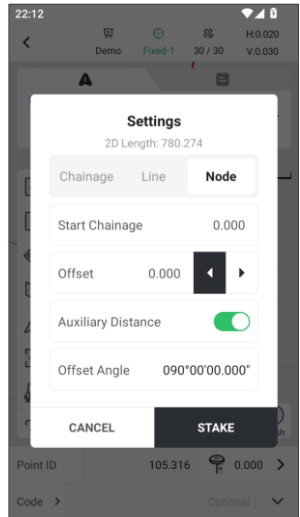 22:12
Demo Fixed-1 30 / 30 H:0.020 V:0.030
A
Settings
2D Length: 780.274
Chainage Line Node
Start Chainage 0.000
Offset 0.000
Auxiliary Distance
Offset Angle 090°00'00.000"
CANCEL STAKE
Point ID 105.316 0.000
Code Optional